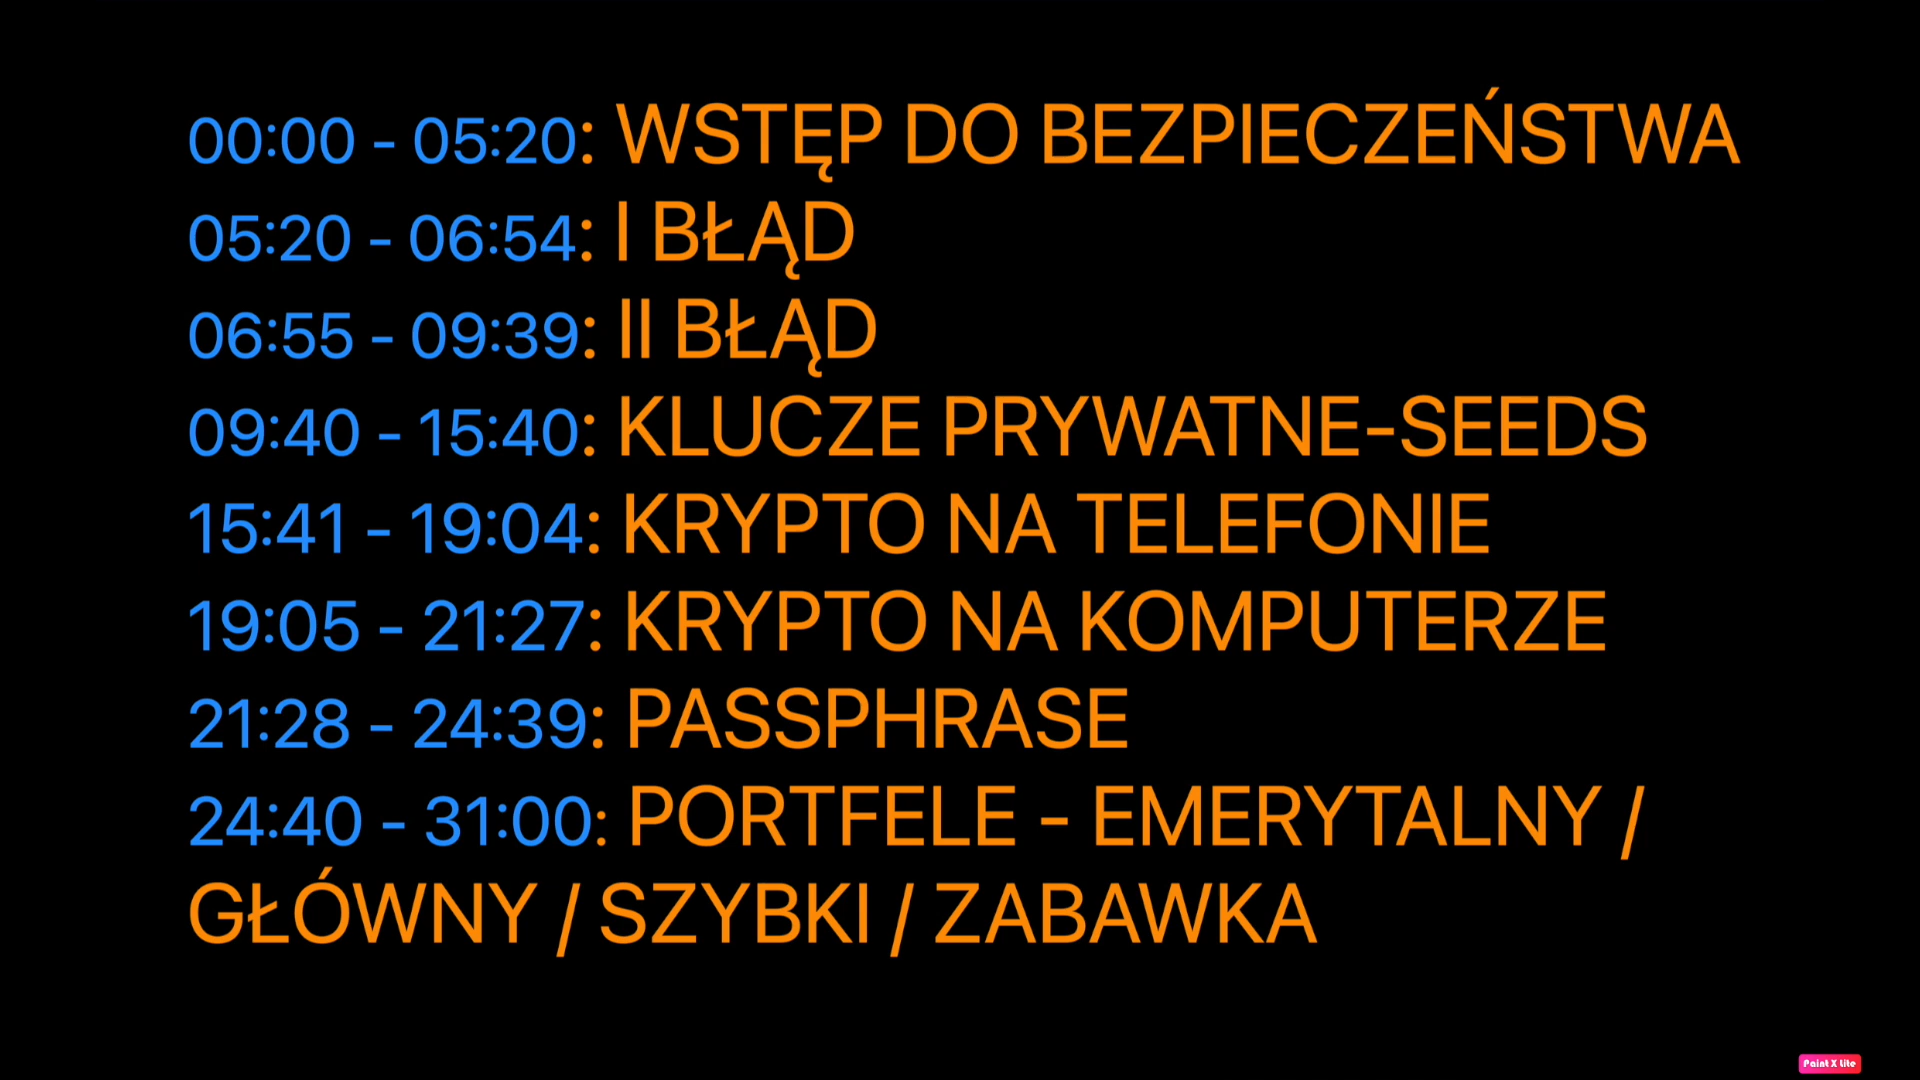 00:00 - 05:20: WSTĘP DO BEZPIECZEŃSTWA
05:20 - 06:54: I BŁĄD
06:55 - 09:39: II BŁĄD
09:40 - 15:40: KLUCZE PRYWATNE-SEEDS
15:41 - 19:04: KRYPTO NA TELEFONIE
19:05 - 21:27: KRYPTO NA KOMPUTERZE
21:28 - 24:39: PASSPHRASE
24:40 - 31:00: PORTFELE - EMERYTALNY /
GŁÓWNY / SZYBKI / ZABAWKA
Paint X Lite